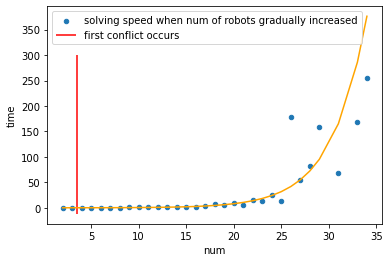 solving speed when num of robots gradually increased
first conflict occurs
350
300
250
200
150
100
50
0
time
5 10 15 20 25 30 35
num